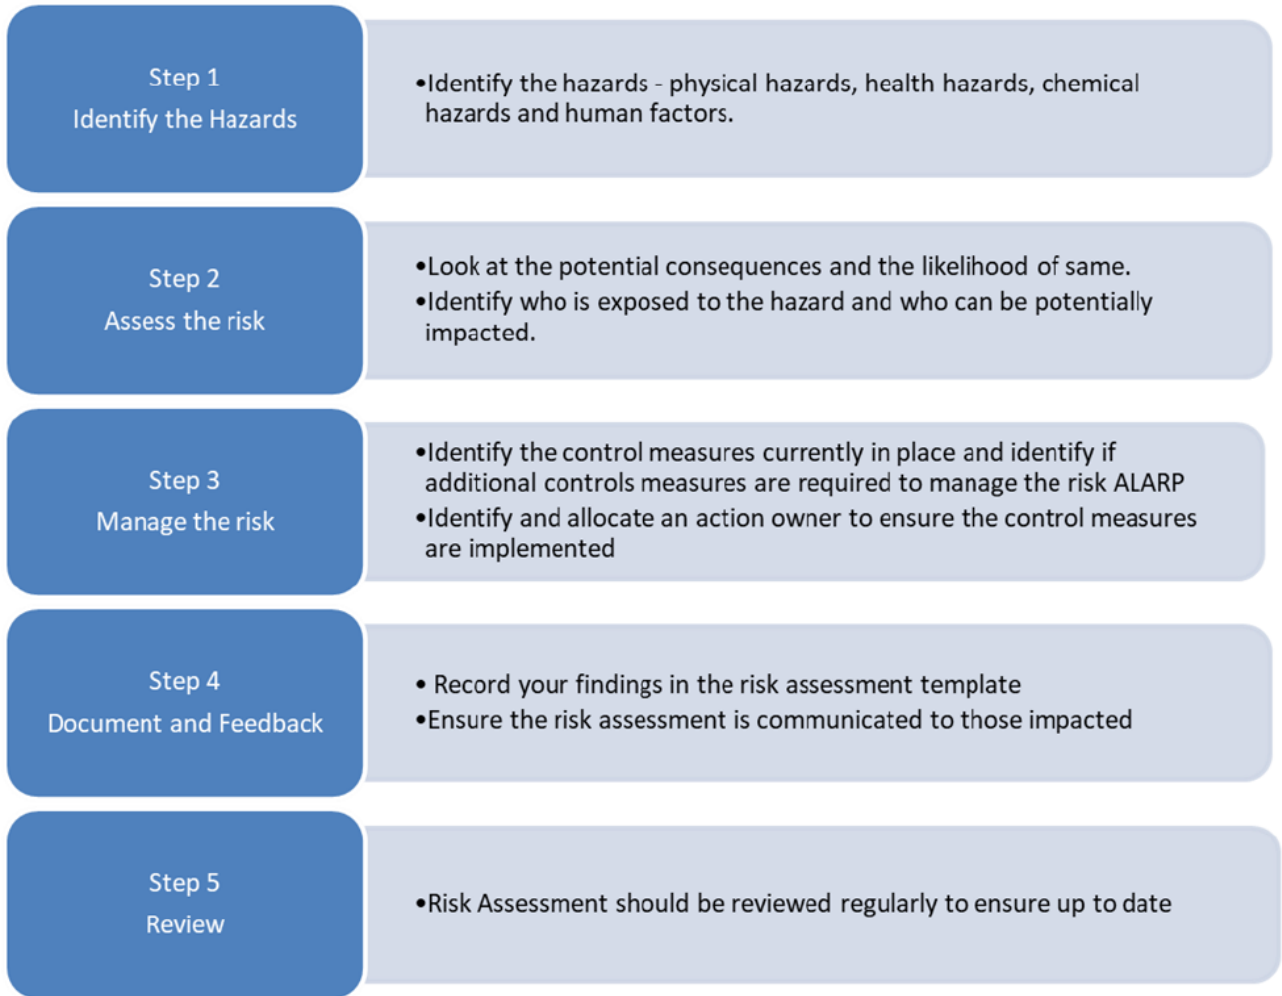 Step 1
Identify the Hazards
•Identify the hazards - physical hazards, health hazards, chemical
hazards and human factors.
Step 2
Assess the risk
•Look at the potential consequences and the likelihood of same.
•Identify who is exposed to the hazard and who can be potentially
impacted.
Step 3
Manage the risk
•Identify the control measures currently in place and identify if
additional controls measures are required to manage the risk ALARP
•Identify and allocate an action owner to ensure the control measures
are implemented
Step 4
Document and Feedback
• Record your findings in the risk assessment template
•Ensure the risk assessment is communicated to those impacted
Step 5
Review
•Risk Assessment should be reviewed regularly to ensure up to date